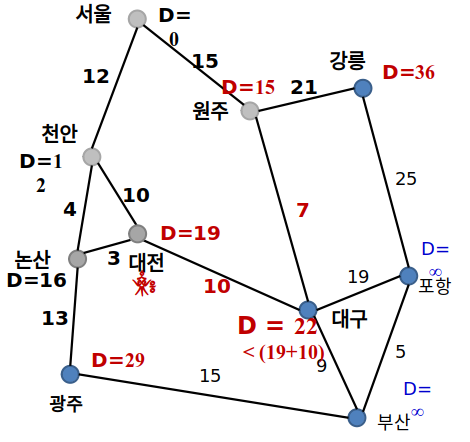 서울
D=
0
12
15
강릉
D=36
D=15
21
원주
천안
D=1
2
10
25
4
7
D=19
논산
3
대전
D=16
10
19
D=
∞
포항
13
D = 22
대구
< (19+10)
9
5
D=29
15
광주
D=
∞
부산